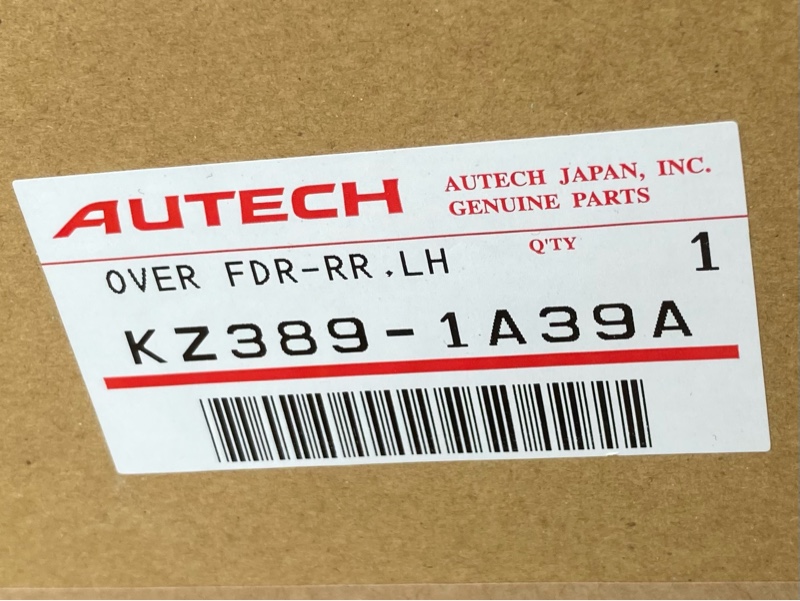 AUTECH
AUTECH JAPAN, INC.
GENUINE PARTS
OVER FDR-RR.LH
Q'TY
1
KZ389-1A39A